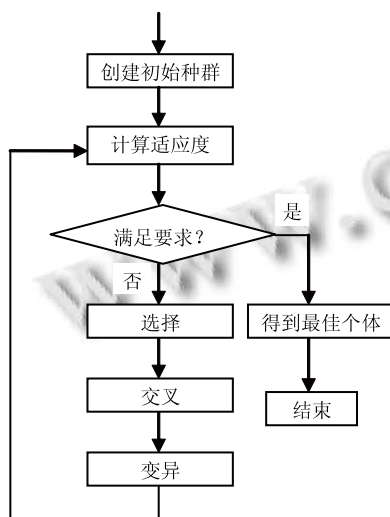 创建初始种群
计算适应度
满足要求？
是
否
选择
得到最佳个体
交叉
结束
变异